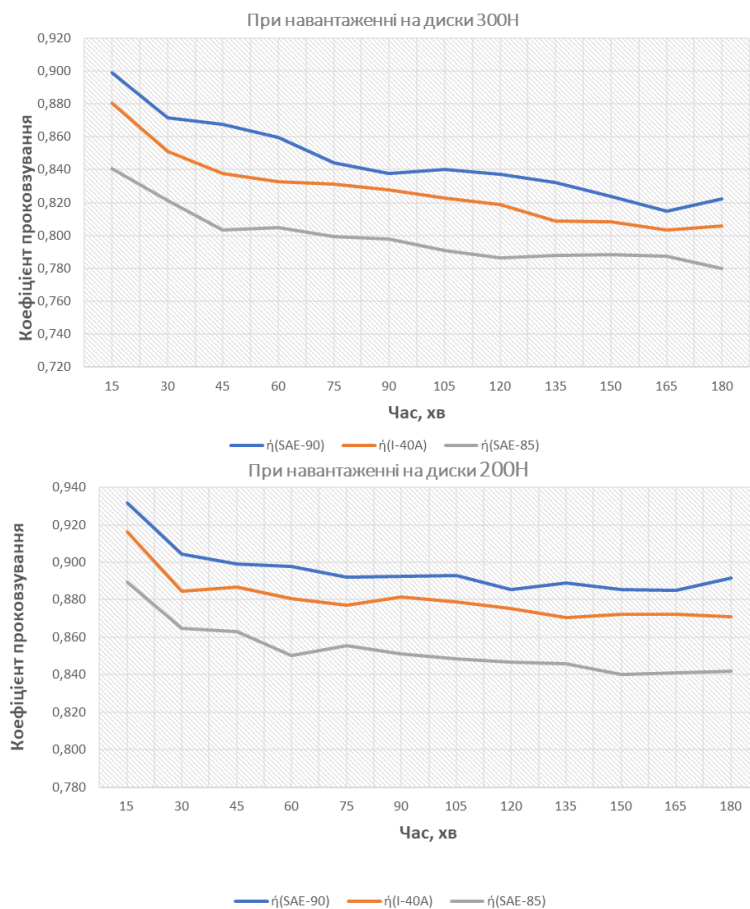 При навантаженні на диски 300Н
Коефіцієнт проковзування
0,920
0,900
0,880
0,860
0,840
0,820
0,800
0,780
0,760
0,740
0,720
15 30 45 60 75 90 105 120 135 150 165 180
Час, хв
ή(SAE-90) ή(І-40А) ή(SAE-85)
При навантаженні на диски 200Н
Коефіцієнт проковзування
0,940
0,920
0,900
0,880
0,860
0,840
0,820
0,800
0,780
15 30 45 60 75 90 105 120 135 150 165 180
Час, хв
ή(SAE-90) ή(І-40А) ή(SAE-85)